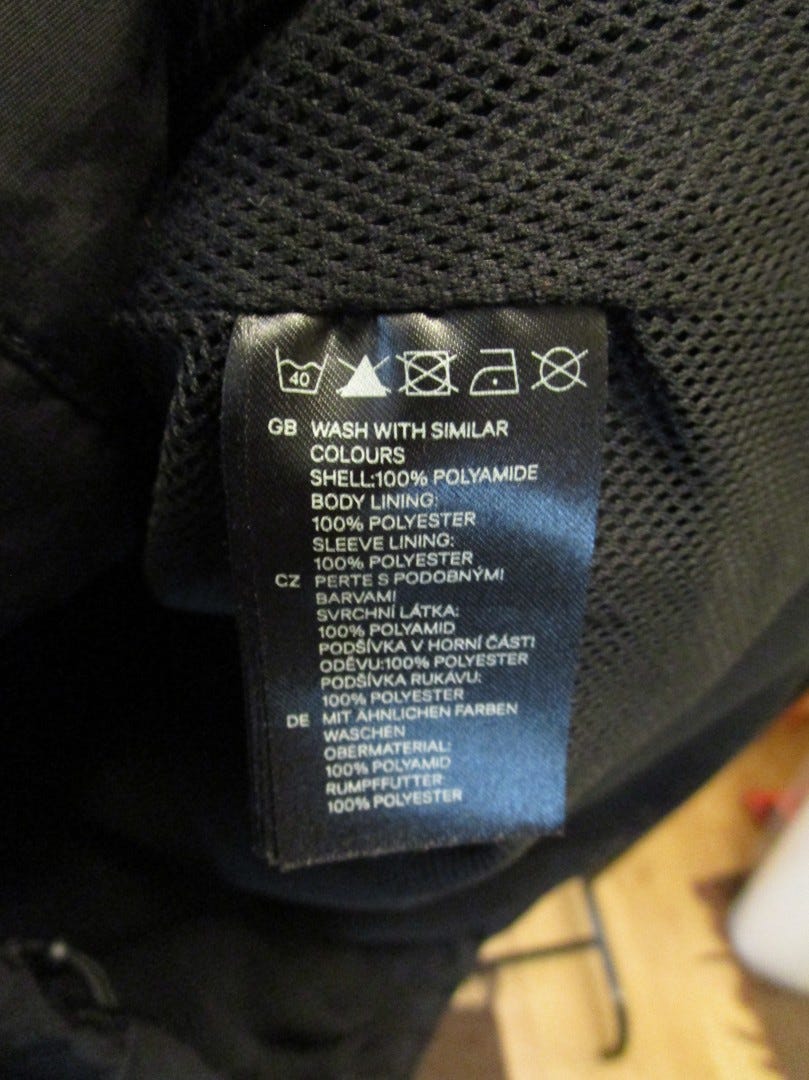 40
GB WASH WITH SIMILAR
COLOURS
SHELL:100% POLYAMIDE
BODY LINING:
100% POLYESTER
SLEEVE LINING:
100% POLYESTER
CZ PERTE S PODOBNÝMI
BARVAMI
SVRCHNÍ LÁTKA:
100% POLYAMID
PODŠÍVKA V HORNÍ ČÁSTI
ODĚVU:100% POLYESTER
PODŠÍVKA RUKÁVU:
100% POLYESTER
DE MIT ÄHNLICHEN FARBEN
WASCHEN
OBERMATERIAL:
100% POLYAMID
RUMPFFUTTER:
100% POLYESTER